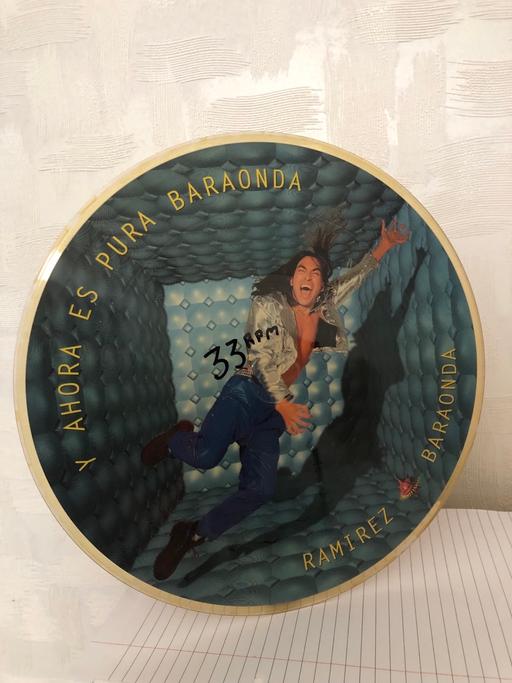 Y AHORA ES PURA BARAONDA
33 RPM
BARAONDA
RAMIREZ